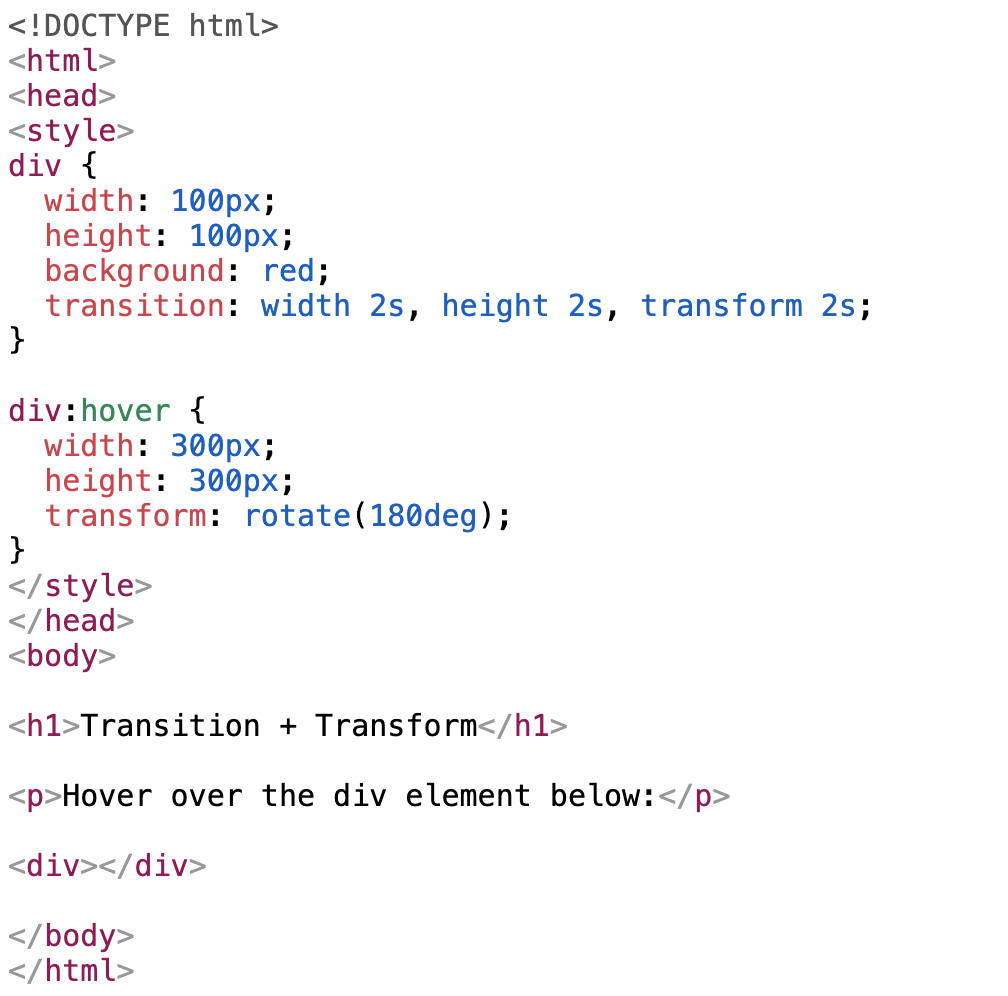 <!DOCTYPE html>
<html>
<head>
<style>
div {
  width: 100px;
  height: 100px;
  background: red;
  transition: width 2s, height 2s, transform 2s;
}

div:hover {
  width: 300px;
  height: 300px;
  transform: rotate(180deg);
}
</style>
</head>
<body>

<h1>Transition + Transform</h1>

<p>Hover over the div element below:</p>

<div></div>

</body>
</html>